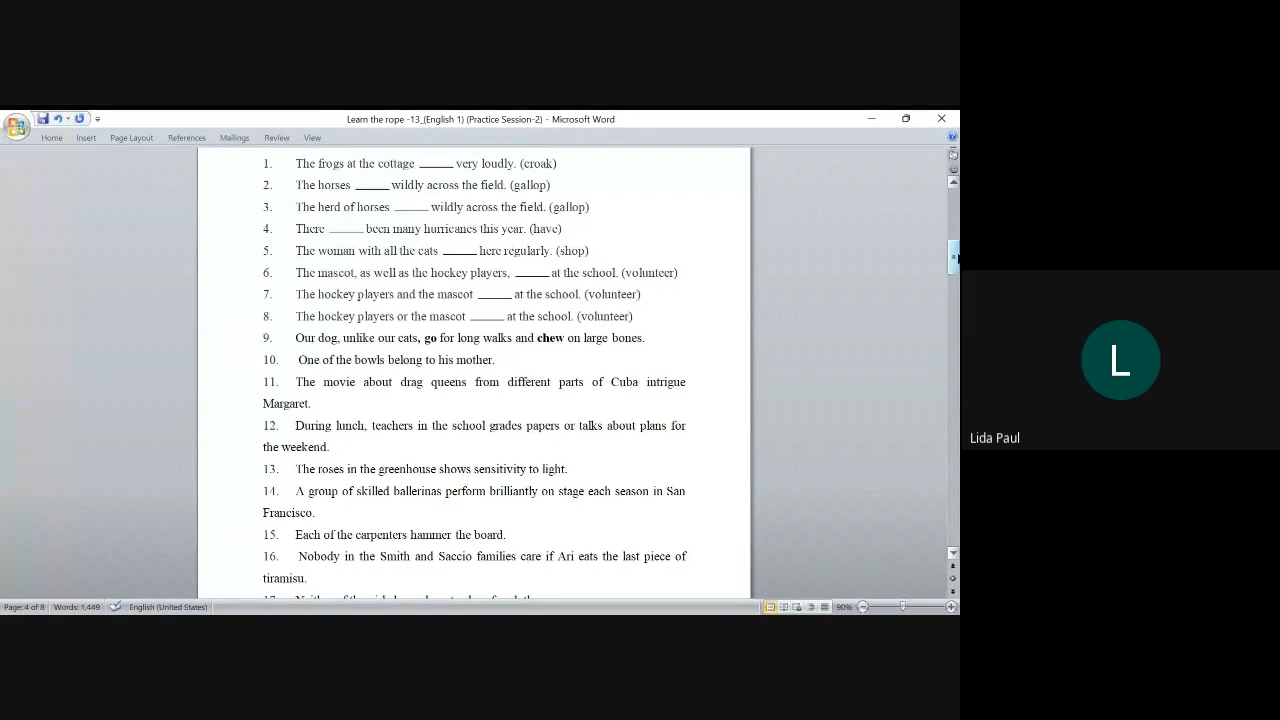 Learn the rope -13_(English 1) (Practice Session-2) - Microsoft Word
Home Insert Page Layout References Mailings Review View
1. The frogs at the cottage _____ very loudly. (croak)
2. The horses _____ wildly across the field. (gallop)
3. The herd of horses _____ wildly across the field. (gallop)
4. There _____ been many hurricanes this year. (have)
5. The woman with all the cats _____ here regularly. (shop)
6. The mascot, as well as the hockey players, _____ at the school. (volunteer)
7. The hockey players and the mascot _____ at the school. (volunteer)
8. The hockey players or the mascot _____ at the school. (volunteer)
9. Our dog, unlike our cats, go for long walks and chew on large bones.
10. One of the bowls belong to his mother.
11. The movie about drag queens from different parts of Cuba intrigue
Margaret.
12. During lunch, teachers in the school grades papers or talks about plans for
the weekend.
13. The roses in the greenhouse shows sensitivity to light.
14. A group of skilled ballerinas perform brilliantly on stage each season in San
Francisco.
15. Each of the carpenters hammer the board.
16. Nobody in the Smith and Saccio families care if Ari eats the last piece of
tiramisu.
Page: 4 of 8 Words: 1,449 English (United States) 90%
L
Lida Paul